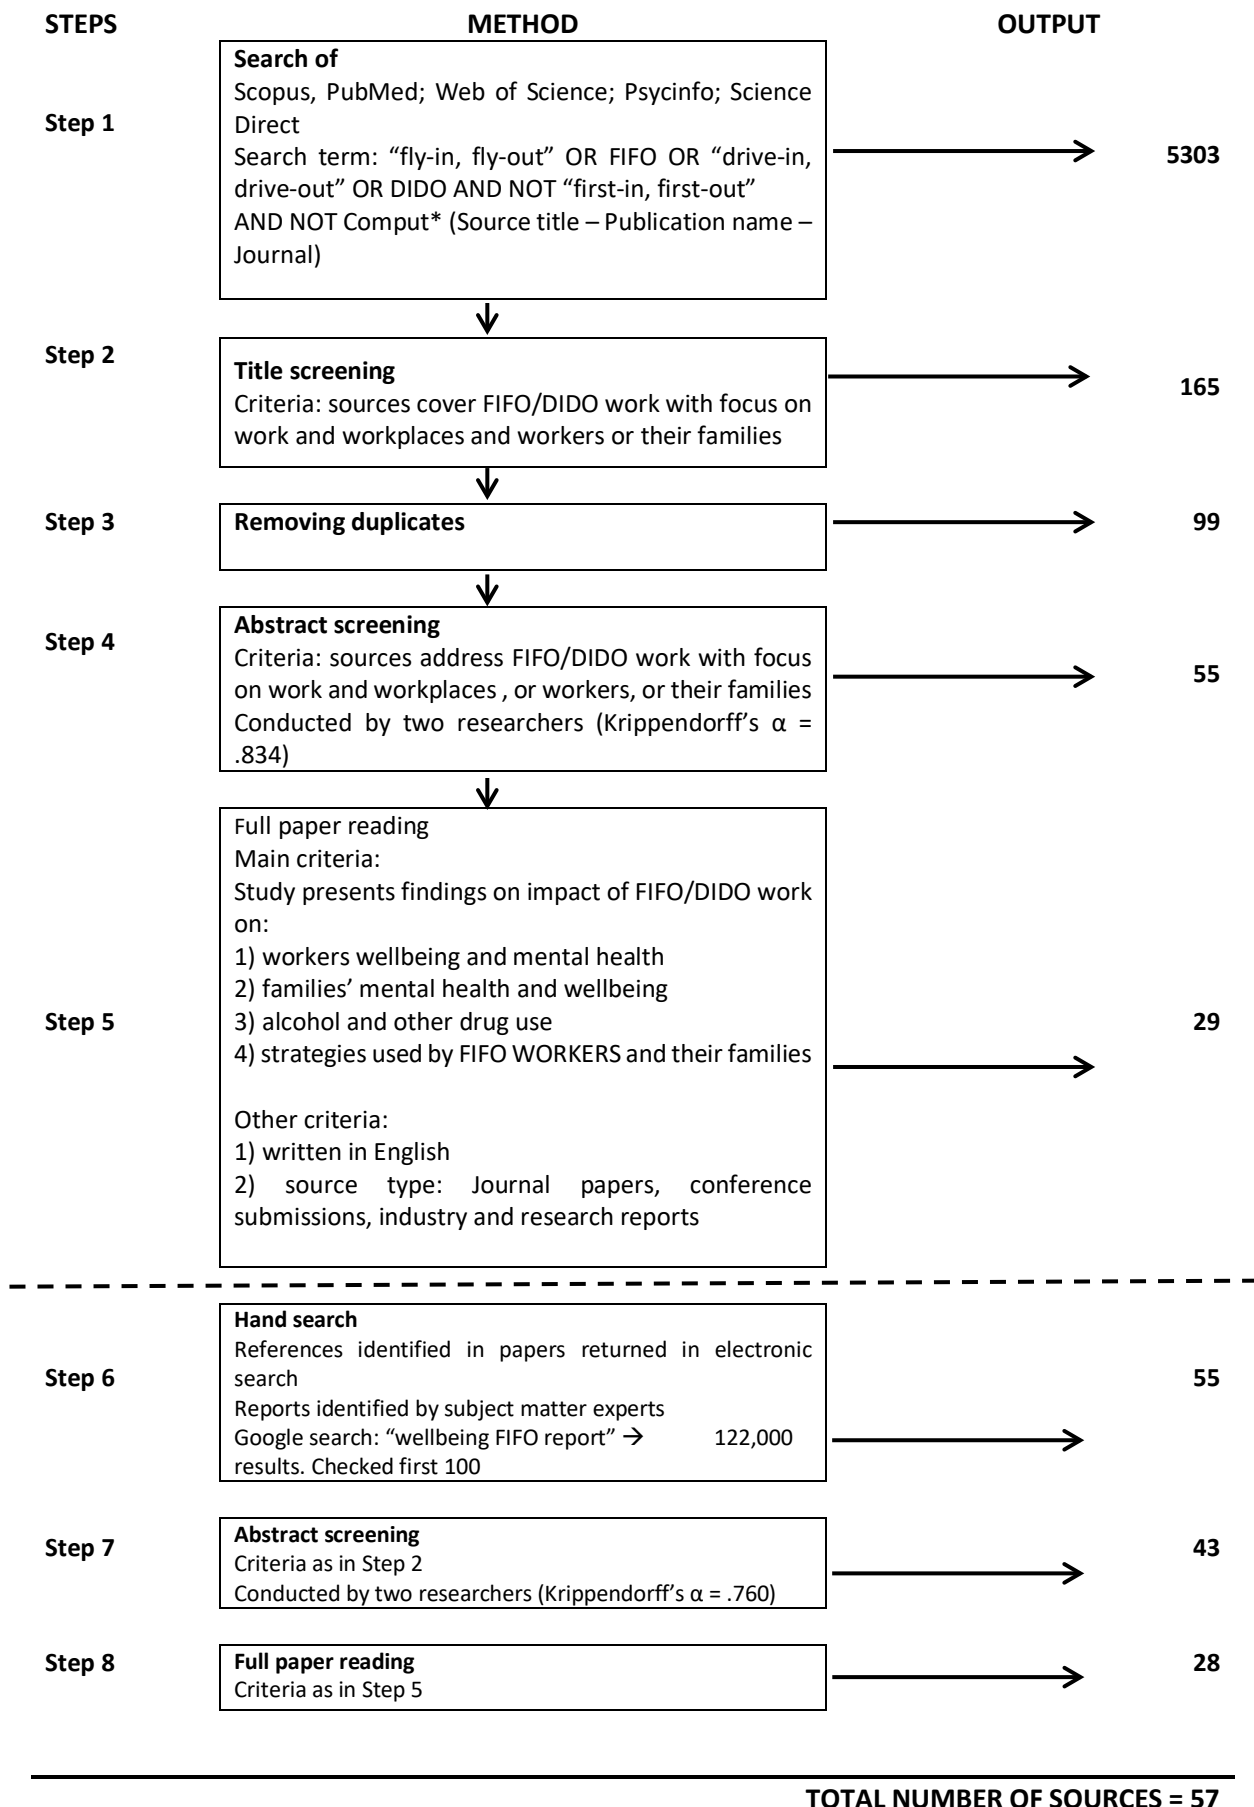 STEPS METHOD OUTPUT
Step 1
Search of
Scopus, PubMed; Web of Science; Psycinfo; Science
Direct
Search term: “fly-in, fly-out” OR FIFO OR “drive-in,
drive-out” OR DIDO AND NOT “first-in, first-out”
AND NOT Comput* (Source title – Publication name –
Journal)
5303
Step 2
Title screening
Criteria: sources cover FIFO/DIDO work with focus on
work and workplaces and workers or their families
165
Step 3
Removing duplicates
99
Step 4
Abstract screening
Criteria: sources address FIFO/DIDO work with focus
on work and workplaces , or workers, or their families
Conducted by two researchers (Krippendorff’s α =
.834)
55
Step 5
Full paper reading
Main criteria:
Study presents findings on impact of FIFO/DIDO work
on:
1) workers wellbeing and mental health
2) families’ mental health and wellbeing
3) alcohol and other drug use
4) strategies used by FIFO WORKERS and their families
Other criteria:
1) written in English
2) source type: Journal papers, conference
submissions, industry and research reports
29
Step 6
Hand search
References identified in papers returned in electronic
search
Reports identified by subject matter experts
Google search: “wellbeing FIFO report” → 122,000
results. Checked first 100
55
Step 7
Abstract screening
Criteria as in Step 2
Conducted by two researchers (Krippendorff’s α = .760)
43
Step 8
Full paper reading
Criteria as in Step 5
28
TOTAL NUMBER OF SOURCES = 57